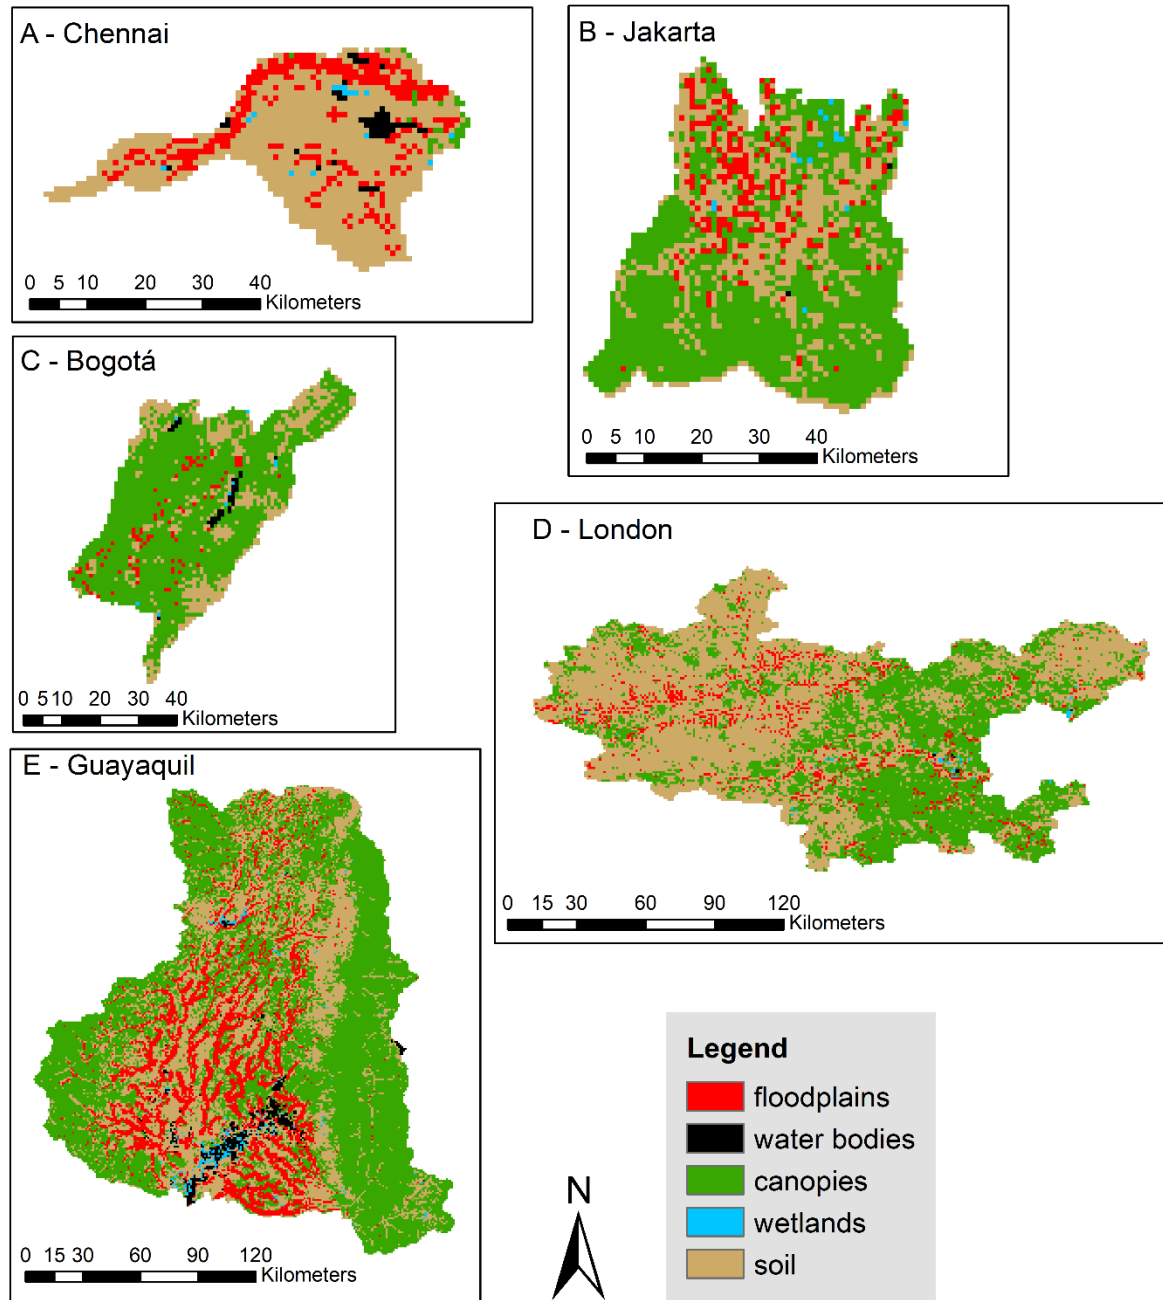 A - Chennai
0 5 10 20 30 40
Kilometers
B - Jakarta
0 5 10 20 30 40
Kilometers
C - Bogotá
0 5 10 20 30 40
Kilometers
D - London
0 15 30 60 90 120
Kilometers
E - Guayaquil
0 15 30 60 90 120
Kilometers
N
Legend
floodplains
water bodies
canopies
wetlands
soil